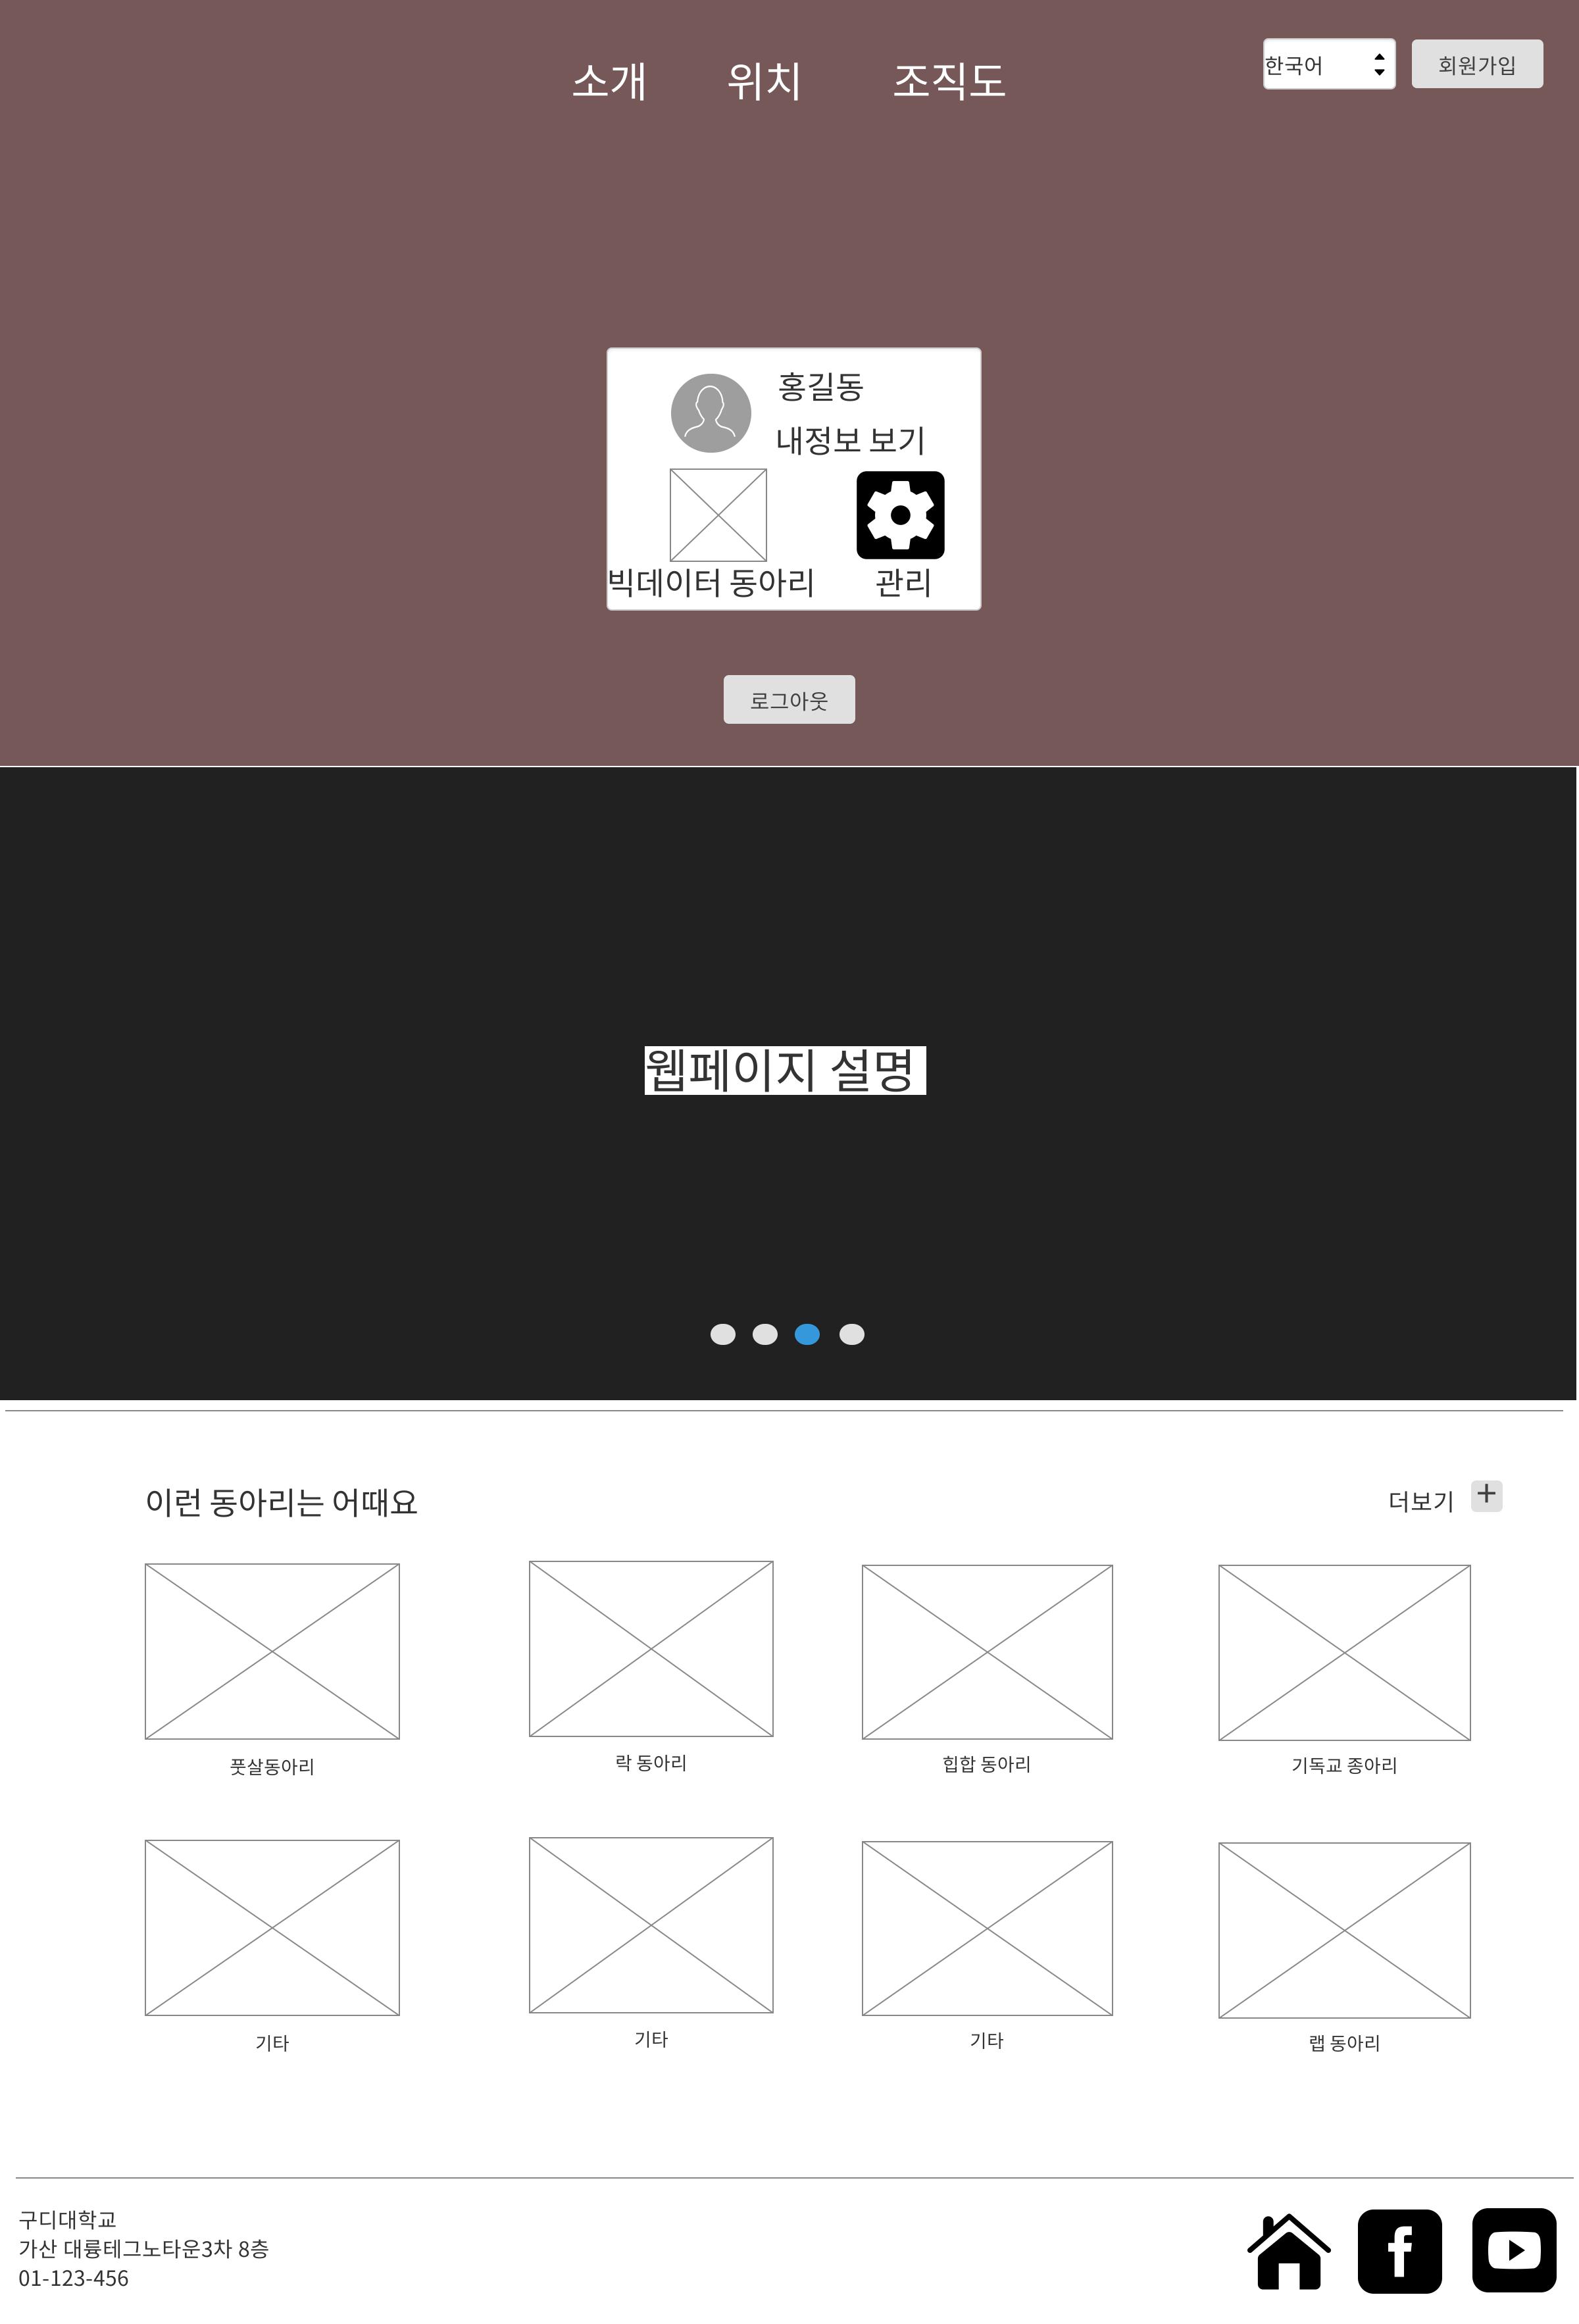 소개 위치 조직도 한국어 회원가입
홍길동
내정보 보기
빅데이터 동아리 관리
로그아웃
웹페이지 설명
이런 동아리는 어때요 더보기
풋살동아리 락 동아리 힙합 동아리 기독교 종아리
기타 기타 기타 랩 동아리
구디대학교
가산 대륭테그노타운3차 8층
01-123-456